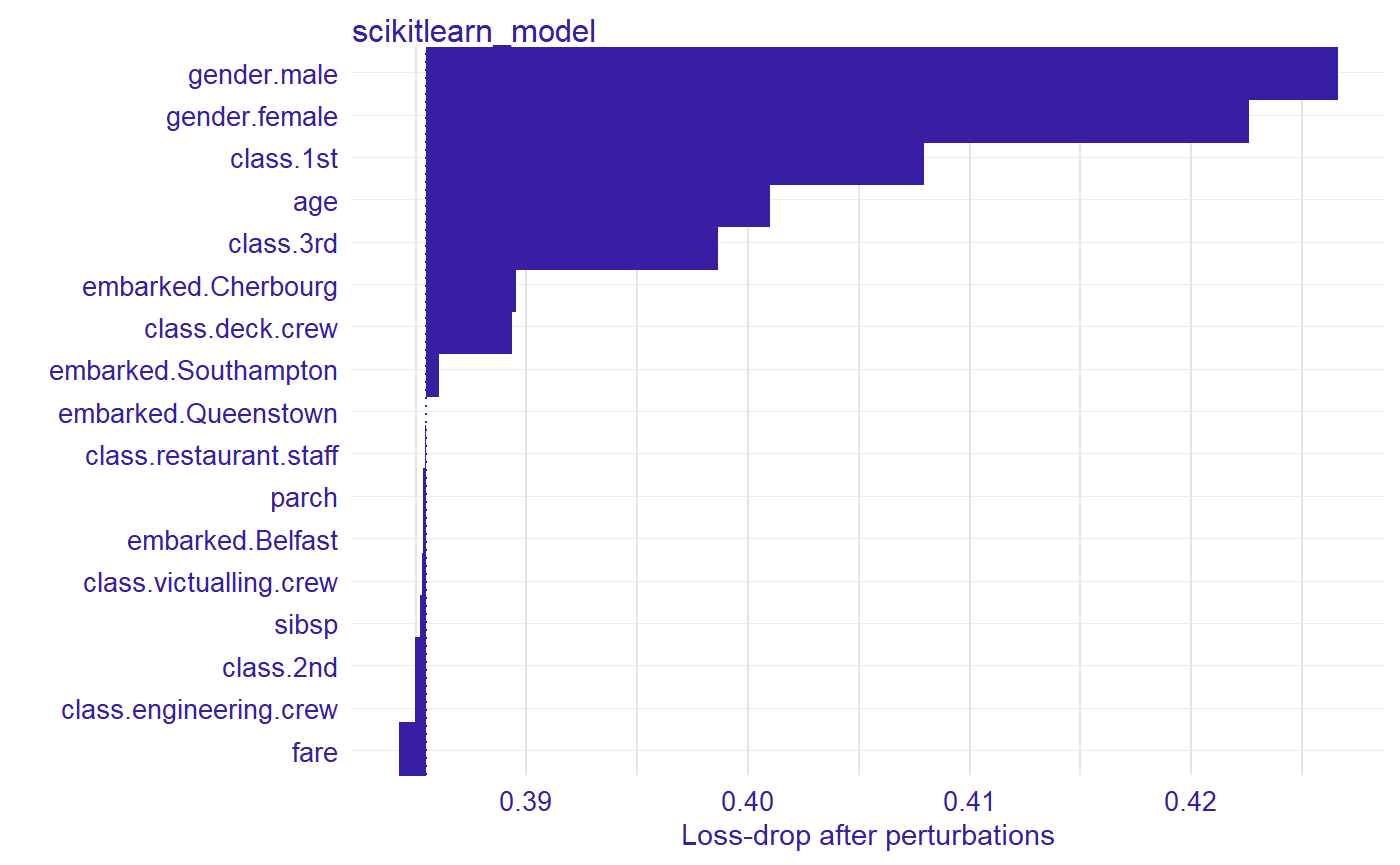 scikitlearn_model
gender.male
gender.female
class.1st
age
class.3rd
embarked.Cherbourg
class.deck.crew
embarked.Southampton
embarked.Queenstown
class.restaurant.staff
parch
embarked.Belfast
class.victualling.crew
sibsp
class.2nd
class.engineering.crew
fare
0.39 0.40 0.41 0.42
Loss-drop after perturbations